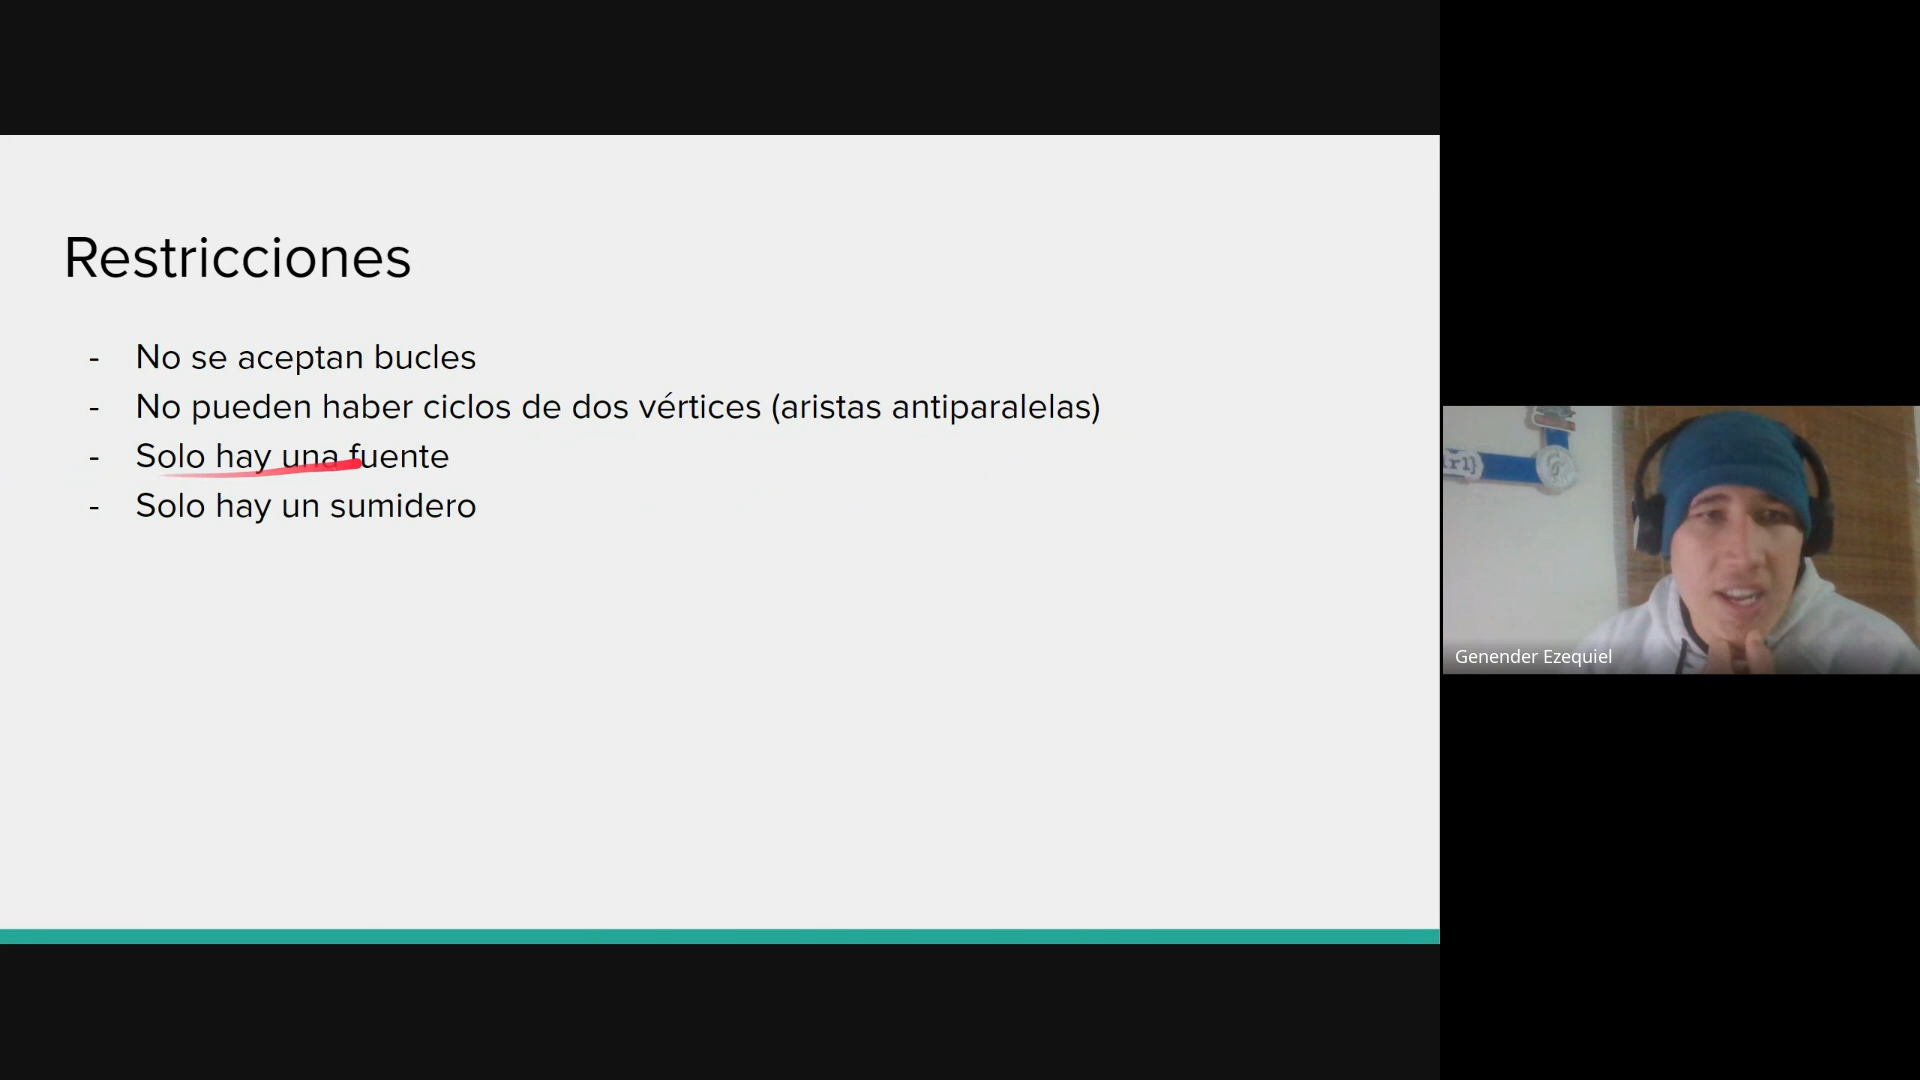 Restricciones
- No se aceptan bucles
- No pueden haber ciclos de dos vértices (aristas antiparalelas)
- Solo hay una fuente
- Solo hay un sumidero
Genender Ezequiel